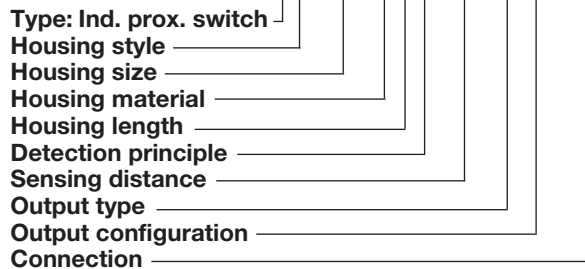 Type: Ind. prox. switch
Housing style
Housing size
Housing material
Housing length
Detection principle
Sensing distance
Output type
Output configuration
Connection